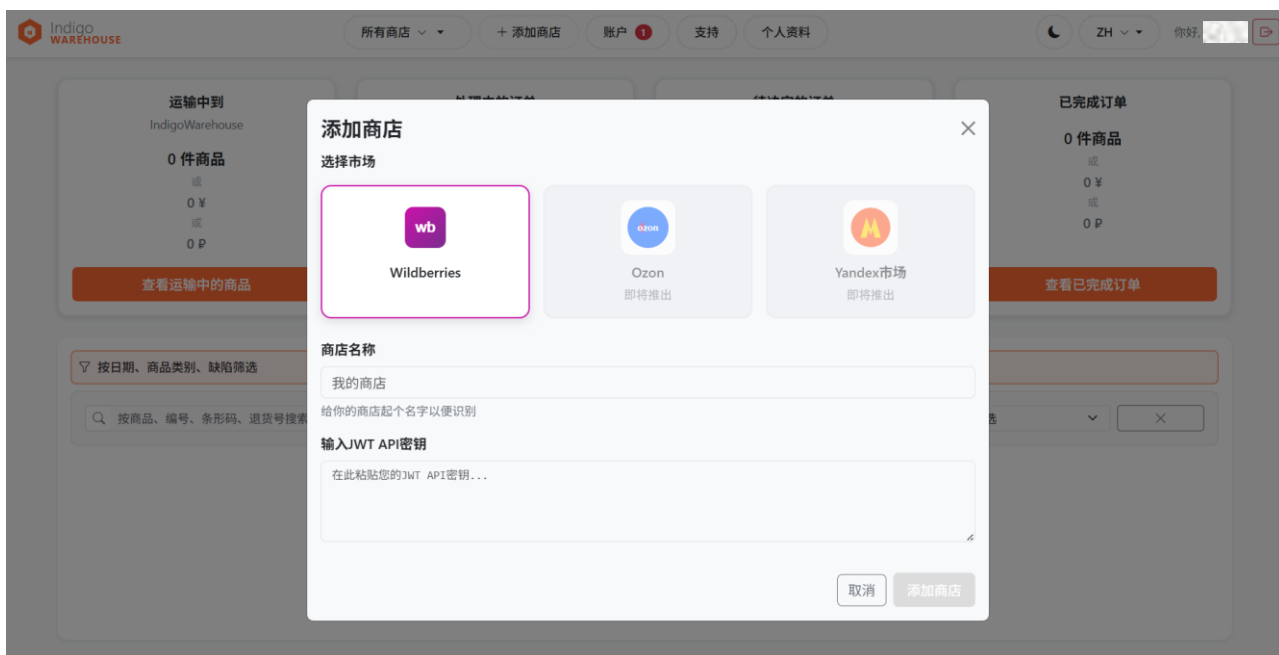 Indigo
WAREHOUSE
所有商店
+ 添加商店
账户 1
支持
个人资料
ZH
你好,
运输中到
IndigoWarehouse
0 件商品
或
0 ¥
或
0 ₽
查看运输中的商品
已完成订单
0 件商品
或
0 ¥
或
0 ₽
查看已完成订单
按日期、商品类别、缺陷筛选
按商品、编号、条形码、退货号搜索
添加商店
选择市场
wb
Wildberries
ozon
Ozon
即将推出
Yandex市场
即将推出
商店名称
我的商店
给你的商店起个名字以便识别
输入JWT API密钥
在此粘贴您的JWT API密钥...
取消
添加商店